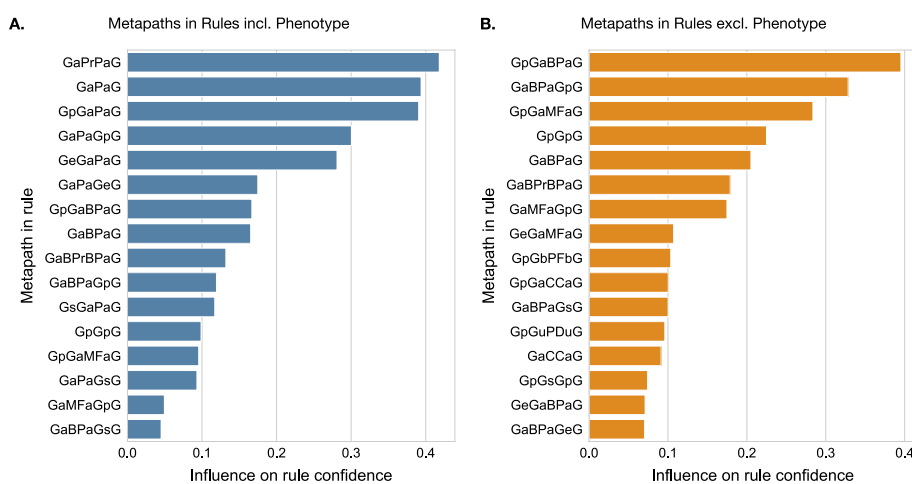 A.
Metapaths in Rules incl. Phenotype
Metapath in rule
GaPrPaG
GaPaG
GpGaPaG
GaPaGpG
GeGaPaG
GaPaGeG
GpGaBPaG
GaBPaG
GaBPrBPaG
GaBPaGpG
GsGaPaG
GpGpG
GpGaMFaG
GaPaGsG
GaMFaGpG
GaBPaGsG
0.0 0.1 0.2 0.3 0.4
Influence on rule confidence
B.
Metapaths in Rules excl. Phenotype
Metapath in rule
GpGaBPaG
GaBPaGpG
GpGaMFaG
GpGpG
GaBPaG
GaBPrBPaG
GaMFaGpG
GeGaMFaG
GpGbPFbG
GpGaCCaG
GaBPaGsG
GpGuPDuG
GaCCaG
GpGsGpG
GeGaBPaG
GaBPaGeG
0.0 0.1 0.2 0.3 0.4
Influence on rule confidence